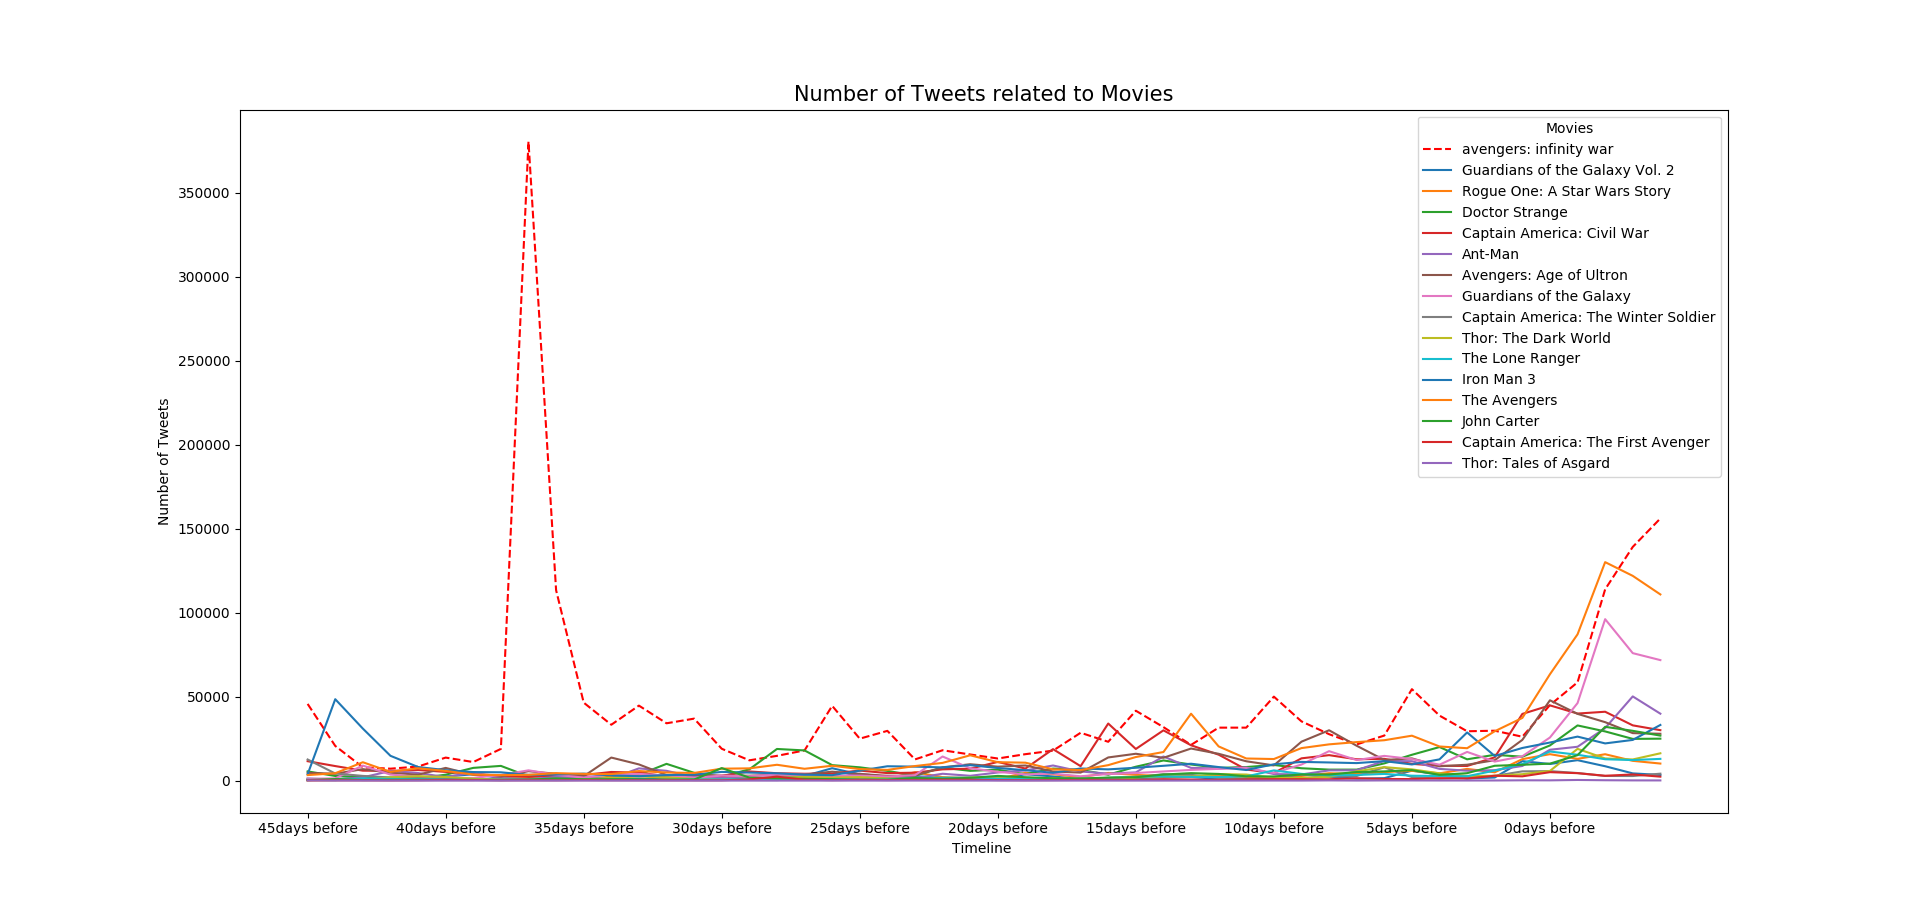 Number of Tweets related to Movies
Movies
avengers: infinity war
Guardians of the Galaxy Vol. 2
Rogue One: A Star Wars Story
Doctor Strange
Captain America: Civil War
Ant-Man
Avengers: Age of Ultron
Guardians of the Galaxy
Captain America: The Winter Soldier
Thor: The Dark World
The Lone Ranger
Iron Man 3
The Avengers
John Carter
Captain America: The First Avenger
Thor: Tales of Asgard
350000
300000
250000
200000
150000
100000
50000
0
Number of Tweets
45days before 40days before 35days before 30days before 25days before 20days before 15days before 10days before 5days before 0days before
Timeline